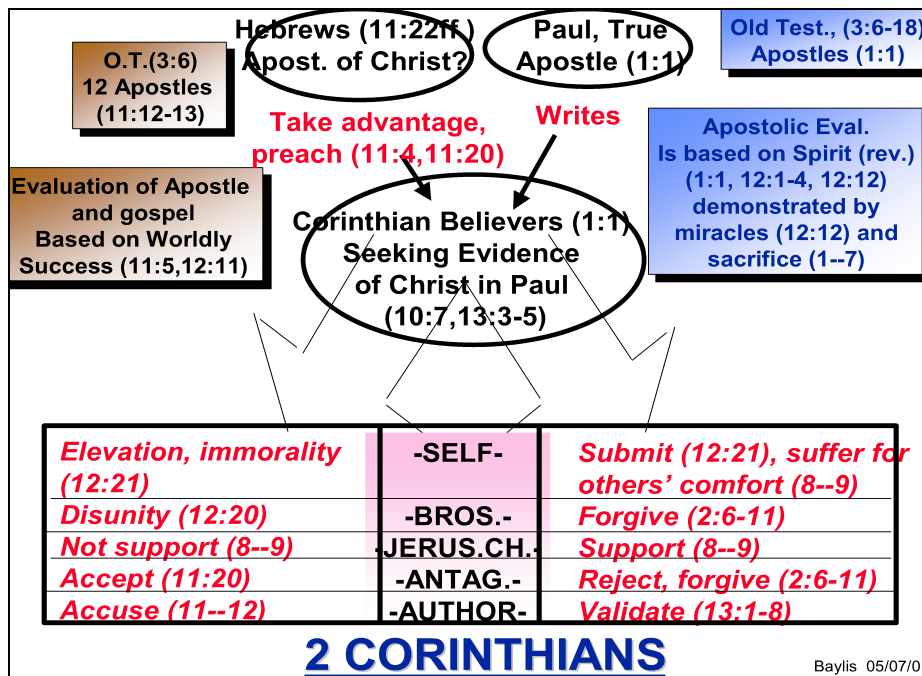 Hebrews (11:22ff.)
Apost. of Christ?
Paul, True
Apostle (1:1)
Old Test., (3:6-18)
Apostles (1:1)
O.T.(3:6)
12 Apostles
(11:12-13)
Take advantage,
preach (11:4,11:20)
Writes
Evaluation of Apostle
and gospel
Based on Worldly
Success (11:5,12:11)
Apostolic Eval.
Is based on Spirit (rev.)
(1:1, 12:1-4, 12:12)
demonstrated by
miracles (12:12) and
sacrifice (1--7)
Corinthian Believers (1:1)
Seeking Evidence
of Christ in Paul
(10:7,13:3-5)
Elevation, immorality
(12:21)
-SELF-
Submit (12:21), suffer for
others’ comfort (8--9)
Disunity (12:20)
-BROS.-
Forgive (2:6-11)
Not support (8--9)
-JERUS.CH.-
Support (8--9)
Accept (11:20)
-ANTAG.-
Reject, forgive (2:6-11)
Accuse (11--12)
-AUTHOR-
Validate (13:1-8)
2 CORINTHIANS
Baylis 05/07/0